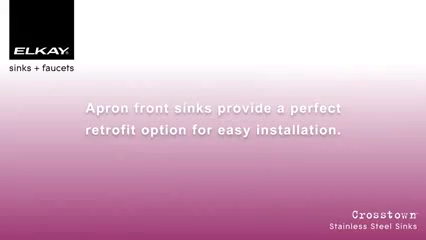 ELKAY®
sinks + faucets
Apron front sinks provide a perfect
retrofit option for easy installation.
Crosstown
Stainless Steel Sinks